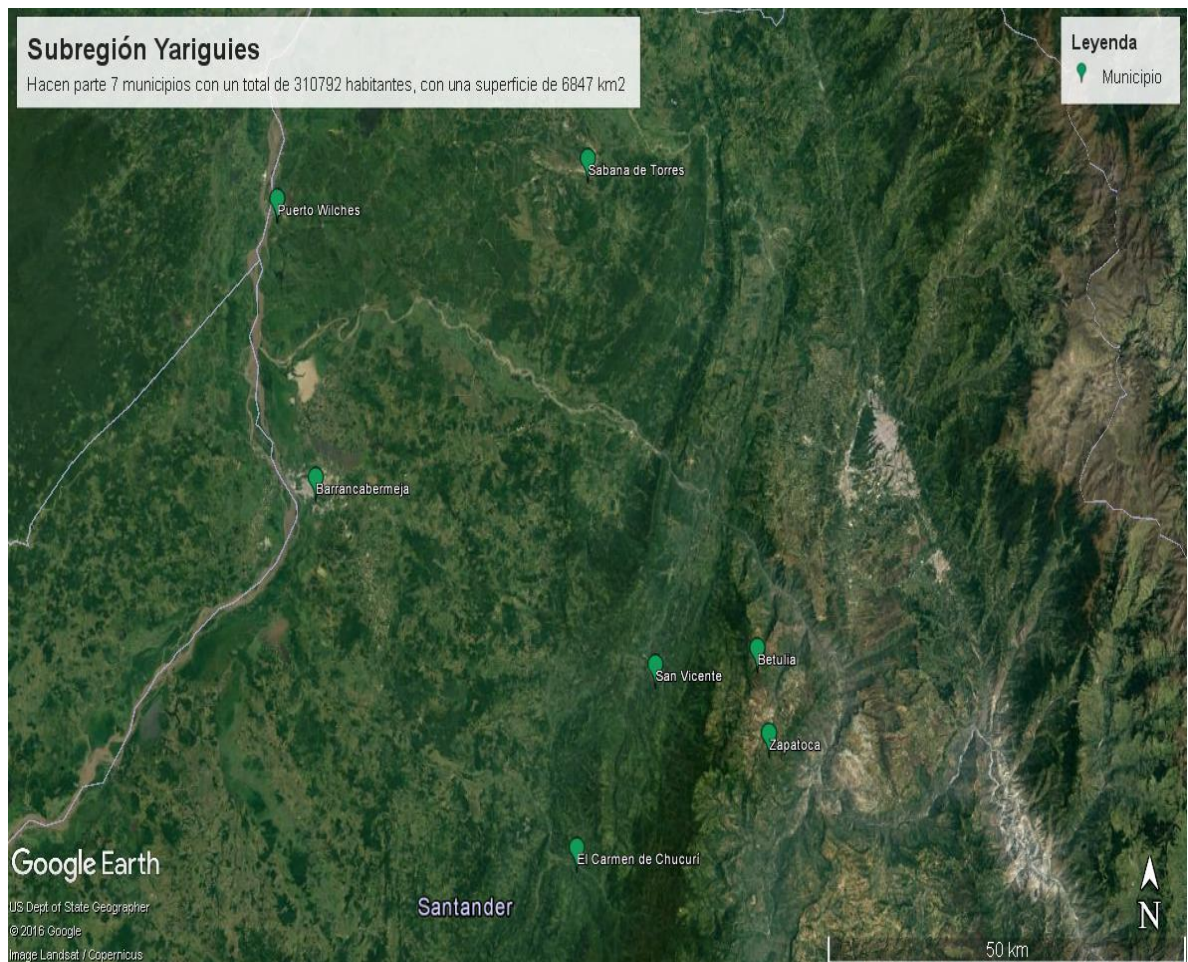 Subregión Yariguies
Hacen parte 7 municipios con un total de 310792 habitantes, con una superficie de 6847 km2
Leyenda
Municipio
Sabana de Torres
Puerto Wilches
Barrancabermeja
Betulia
San Vicente
Zapatoca
El Carmen de Chucurí
Santander
Google Earth
US Dept of State Geographer
© 2016 Google
Image Landsat / Copernicus
N
50 km